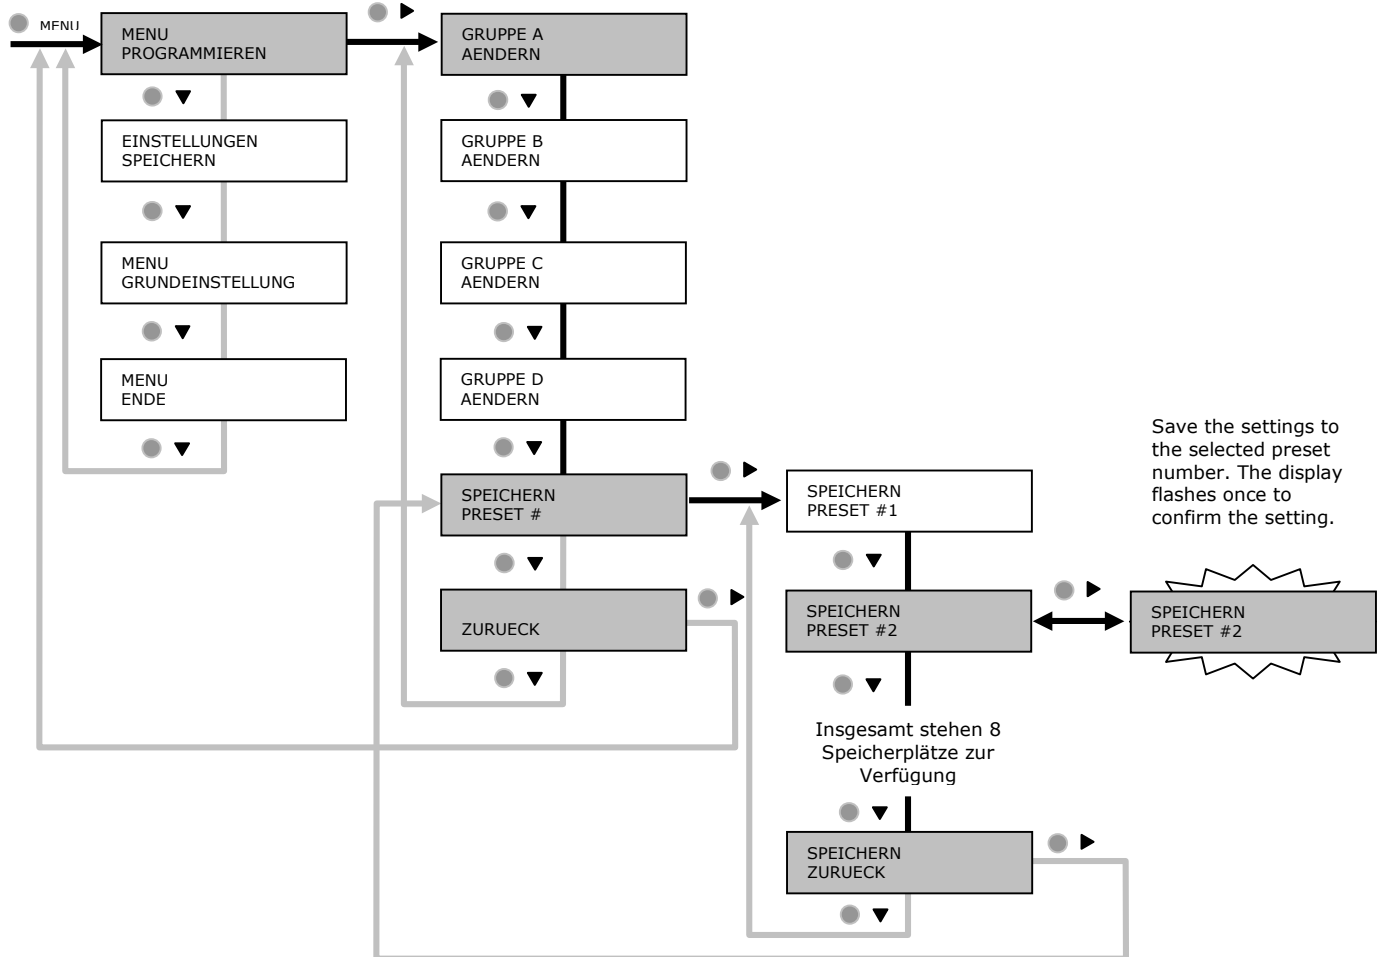 MENU
MENU
PROGRAMMIEREN
EINSTELLUNGEN
SPEICHERN
MENU
GRUNDEINSTELLUNG
MENU
ENDE
GRUPPE A
AENDERN
GRUPPE B
AENDERN
GRUPPE C
AENDERN
GRUPPE D
AENDERN
SPEICHERN
PRESET #
ZURUECK
SPEICHERN
PRESET #1
SPEICHERN
PRESET #2
Insgesamt stehen 8
Speicherplätze zur
Verfügung
SPEICHERN
ZURUECK
Save the settings to
the selected preset
number. The display
flashes once to
confirm the setting.
SPEICHERN
PRESET #2